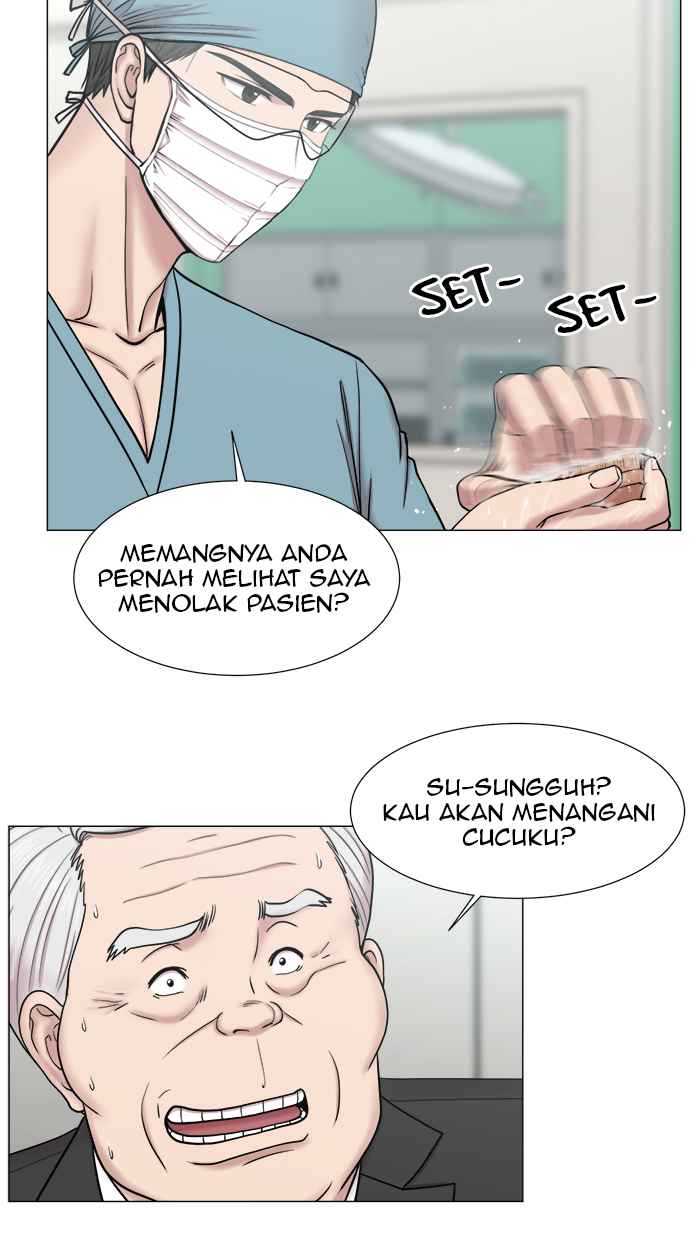 SET-
SET-
MEMANGNYA ANDA
PERNAH MELIHAT SAYA
MENOLAK PASIEN?
SU-SUNGGUH?
KAU AKAN MENANGANI
CUCUKU?